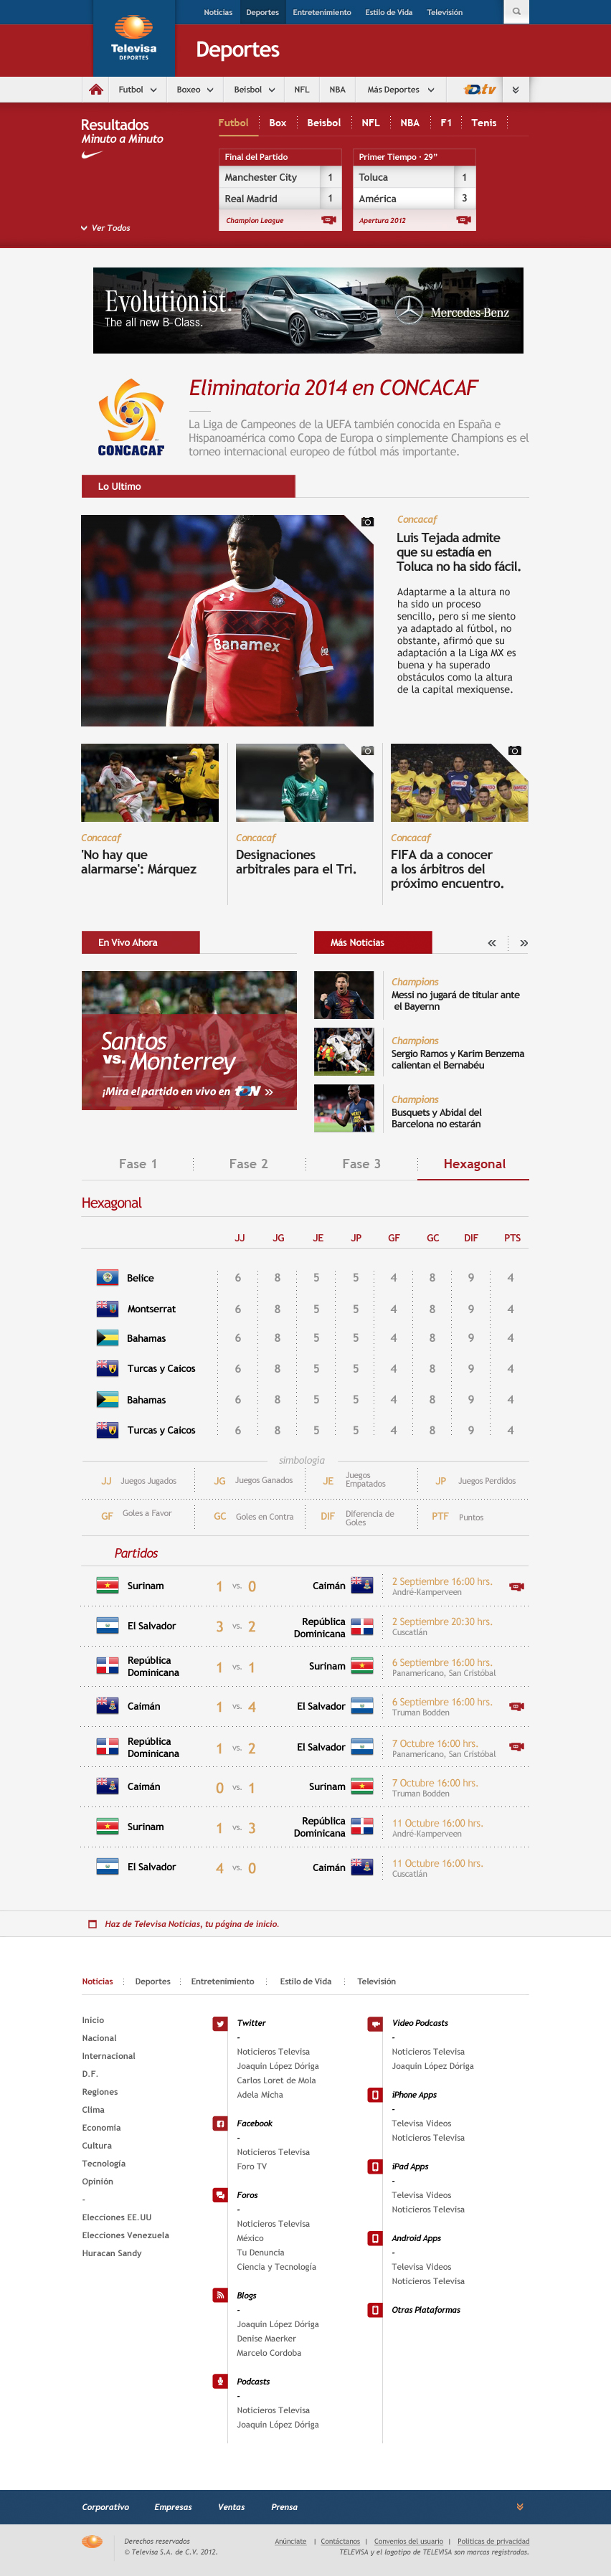 Noticias Deportes Entretenimiento Estilo de Vida Televisión
Televisa
DEPORTES
Deportes
Futbol Boxeo Beisbol NFL NBA Más Deportes TD.tv
Resultados
Minuto a Minuto
Ver Todos
Futbol Box Beisbol NFL NBA F1 Tenis
Final del Partido
Manchester City 1
Real Madrid 1
Champion League
Primer Tiempo · 29"
Toluca 1
América 3
Apertura 2012
Evolutionist.
The all new B-Class.
Mercedes-Benz
CONCACAF
Eliminatoria 2014 en CONCACAF
La Liga de Campeones de la UEFA también conocida en España e
Hispanoamérica como Copa de Europa o simplemente Champions es el
torneo internacional europeo de fútbol más importante.
Lo Ultimo
Banamex
Concacaf
Luis Tejada admite
que su estadía en
Toluca no ha sido fácil.
Adaptarme a la altura no
ha sido un proceso
sencillo, pero sí me siento
ya adaptado al fútbol, no
obstante, afirmó que su
adaptación a la Liga MX es
buena y ha superado
obstáculos como la altura
de la capital mexiquense.
Concacaf
'No hay que
alarmarse': Márquez
Concacaf
Designaciones
arbitrales para el Tri.
Concacaf
FIFA da a conocer
a los árbitros del
próximo encuentro.
En Vivo Ahora
Santos
vs. Monterrey
¡Mira el partido en vivo en TDN »
Más Noticias « »
Champions
Messi no jugará de titular ante
el Bayernn
Champions
Sergio Ramos y Karim Benzema
calientan el Bernabéu
Champions
Busquets y Abidal del
Barcelona no estarán
Fase 1 Fase 2 Fase 3 Hexagonal
Hexagonal
JJ JG JE JP GF GC DIF PTS
Belice 6 8 5 5 4 8 9 4
Montserrat 6 8 5 5 4 8 9 4
Bahamas 6 8 5 5 4 8 9 4
Turcas y Caicos 6 8 5 5 4 8 9 4
Bahamas 6 8 5 5 4 8 9 4
Turcas y Caicos 6 8 5 5 4 8 9 4
simbologia
JJ Juegos Jugados JG Juegos Ganados JE Juegos Empatados JP Juegos Perdidos
GF Goles a Favor GC Goles en Contra DIF Diferencia de Goles PTF Puntos
Partidos
Surinam 1 vs. 0 Caimán 2 Septiembre 16:00 hrs.
André-Kamperveen
El Salvador 3 vs. 2 República Dominicana 2 Septiembre 20:30 hrs.
Cuscatlán
República Dominicana 1 vs. 1 Surinam 6 Septiembre 16:00 hrs.
Panamericano, San Cristóbal
Caimán 1 vs. 4 El Salvador 6 Septiembre 16:00 hrs.
Truman Bodden
República Dominicana 1 vs. 2 El Salvador 7 Octubre 16:00 hrs.
Panamericano, San Cristóbal
Caimán 0 vs. 1 Surinam 7 Octubre 16:00 hrs.
Truman Bodden
Surinam 1 vs. 3 República Dominicana 11 Octubre 16:00 hrs.
André-Kamperveen
El Salvador 4 vs. 0 Caimán 11 Octubre 16:00 hrs.
Cuscatlán
Haz de Televisa Noticias, tu página de inicio.
Noticias Deportes Entretenimiento Estilo de Vida Televisión
Inicio
Nacional
Internacional
D.F.
Regiones
Clima
Economía
Cultura
Tecnología
Opinión
-
Elecciones EE.UU
Elecciones Venezuela
Huracan Sandy
Twitter
-
Noticieros Televisa
Joaquín López Dóriga
Carlos Loret de Mola
Adela Micha
Facebook
-
Noticieros Televisa
Foro TV
Foros
-
Noticieros Televisa
México
Tu Denuncia
Ciencia y Tecnología
Blogs
-
Joaquín López Dóriga
Denise Maerker
Marcelo Cordoba
Podcasts
-
Noticieros Televisa
Joaquín López Dóriga
Video Podcasts
-
Noticieros Televisa
Joaquín López Dóriga
iPhone Apps
-
Televisa Videos
Noticieros Televisa
iPad Apps
-
Televisa Videos
Noticieros Televisa
Android Apps
-
Televisa Videos
Noticieros Televisa
Otras Plataformas
Corporativo Empresas Ventas Prensa
Derechos reservados
© Televisa S.A. de C.V. 2012.
Anúnciate | Contáctanos | Convenios del usuario | Políticas de privacidad
TELEVISA y el logotipo de TELEVISA son marcas registradas.